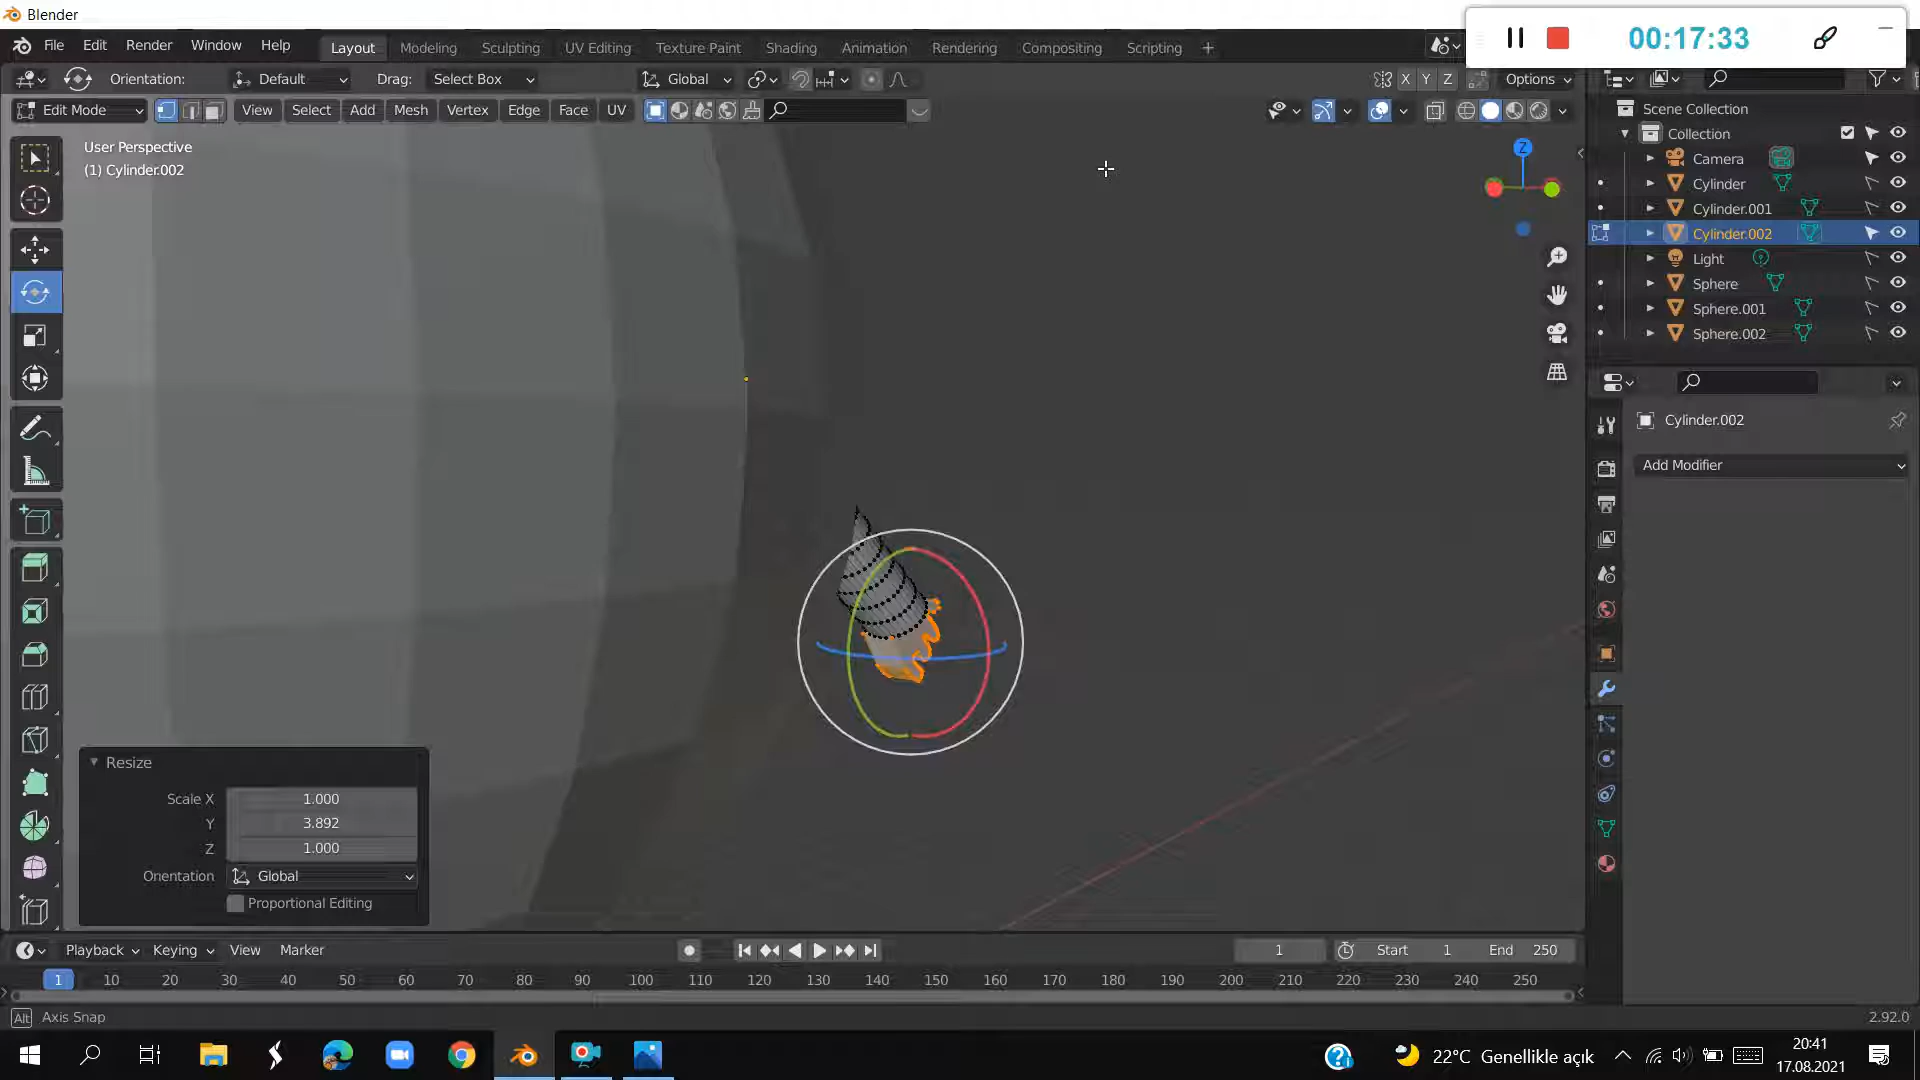 Blender
00:17:33
File Edit Render Window Help Layout Modeling Sculpting UV Editing Texture Paint Shading Animation Rendering Compositing Scripting +
Orientation: Default Drag: Select Box Global X Y Z Options
Edit Mode View Select Add Mesh Vertex Edge Face UV
User Perspective
(1) Cylinder.002
Z
Scene Collection
Collection
Camera
Cylinder
Cylinder.001
Cylinder.002
Light
Sphere
Sphere.001
Sphere.002
Cylinder.002
Add Modifier
Resize
Scale X 1.000
Y 3.892
Z 1.000
Orientation Global
Proportional Editing
Playback Keying View Marker 1 Start 1 End 250
1 10 20 30 40 50 60 70 80 90 100 110 120 130 140 150 160 170 180 190 200 210 220 230 240 250
Alt Axis Snap 2.92.0
22°C Genellikle açık
20:41
17.08.2021